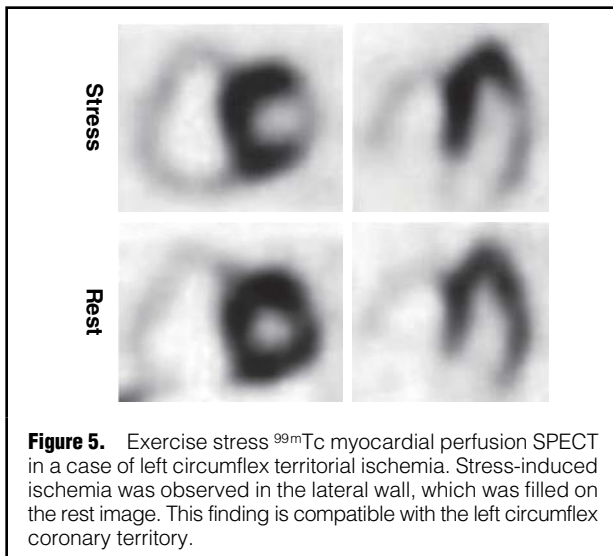 Stress
Rest
Figure 5. Exercise stress ⁹⁹ᵐTc myocardial perfusion SPECT
in a case of left circumflex territorial ischemia. Stress-induced
ischemia was observed in the lateral wall, which was filled on
the rest image. This finding is compatible with the left circumflex
coronary territory.